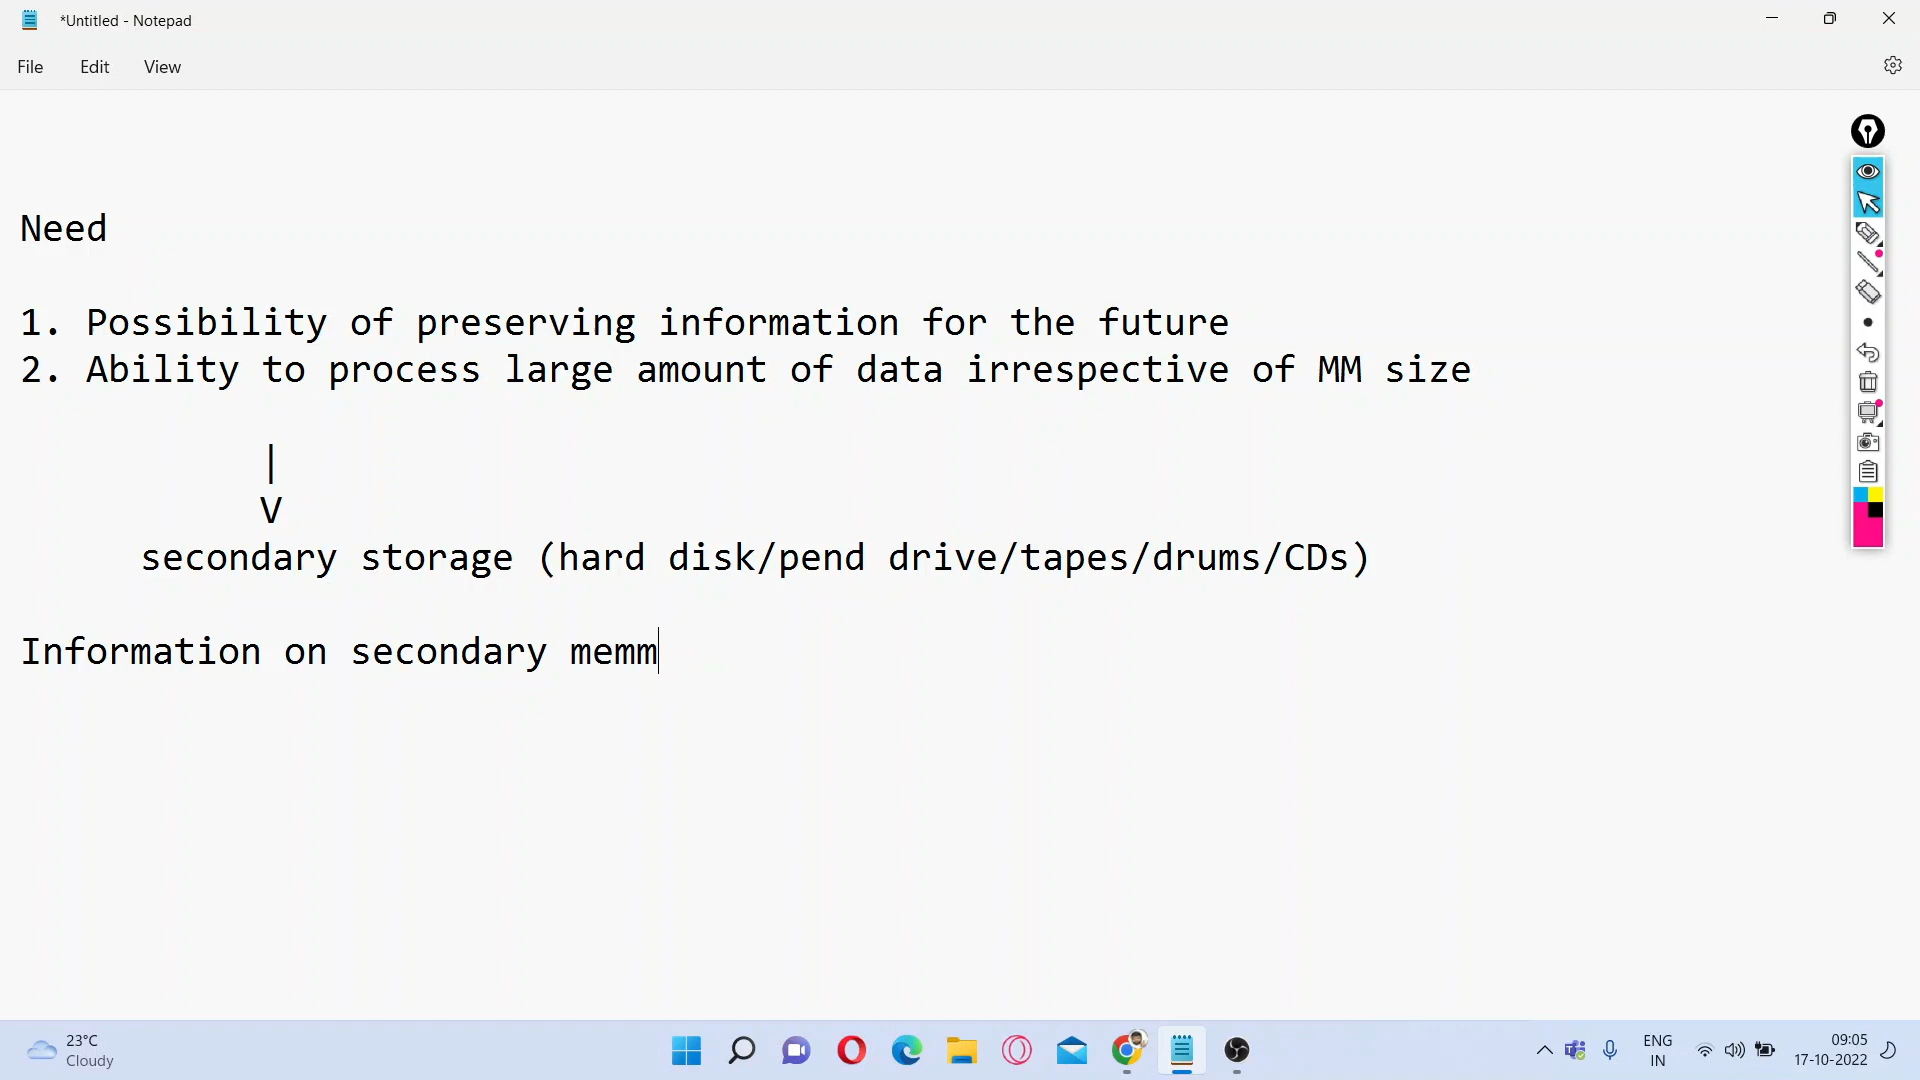 *Untitled - Notepad
File Edit View
Need
1. Possibility of preserving information for the future
2. Ability to process large amount of data irrespective of MM size
|
V
secondary storage (hard disk/pend drive/tapes/drums/CDs)
Information on secondary memm
23°C
Cloudy
ENG
IN
09:05
17-10-2022